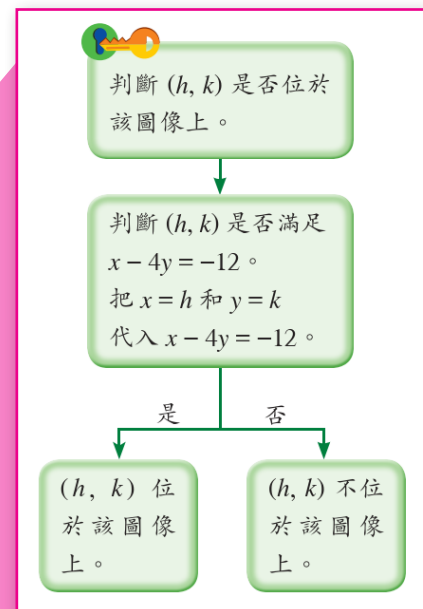 判斷 (h, k) 是否位於
該圖像上。
判斷 (h, k) 是否滿足
x − 4y = −12。
把 x = h 和 y = k
代入 x − 4y = −12。
是
否
(h, k) 位
於該圖像
上。
(h, k) 不位
於該圖像
上。